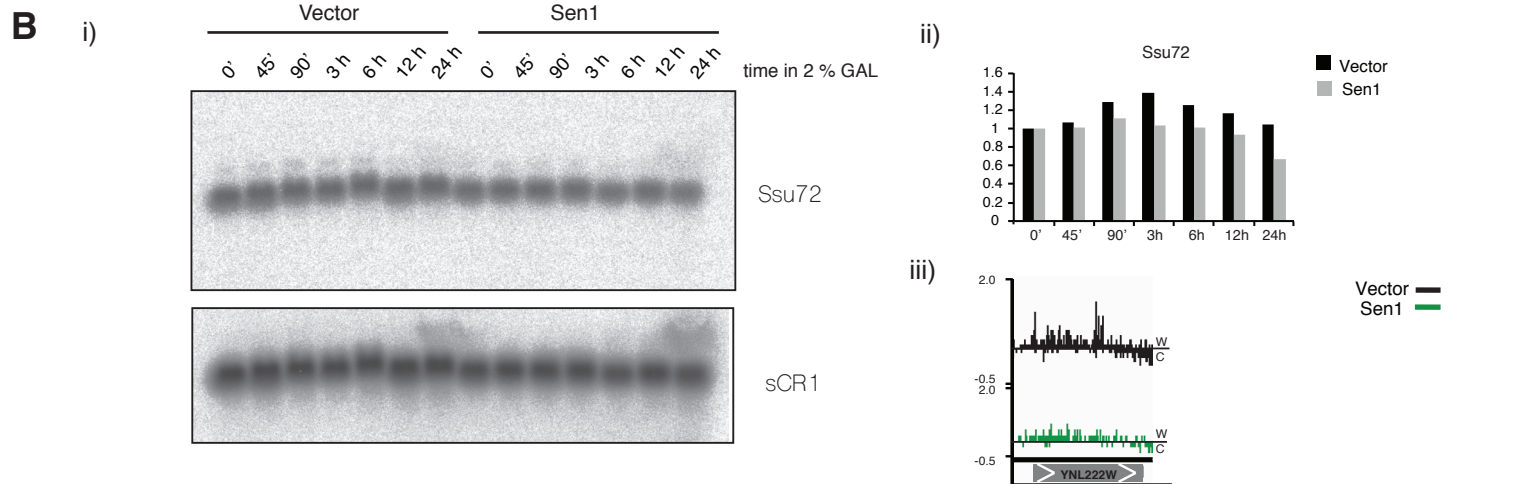 B
i)
Vector
Sen1
0’ 45’ 90’ 3 h 6 h 12 h 24 h 0’ 45’ 90’ 3 h 6 h 12 h 24 h
time in 2 % GAL
Ssu72
sCR1
ii)
Ssu72
Vector
Sen1
1.6
1.4
1.2
1
0.8
0.6
0.4
0.2
0
0’ 45’ 90’ 3h 6h 12h 24h
iii)
Vector
Sen1
2.0
W
C
-0.5
2.0
W
C
-0.5
YNL222W